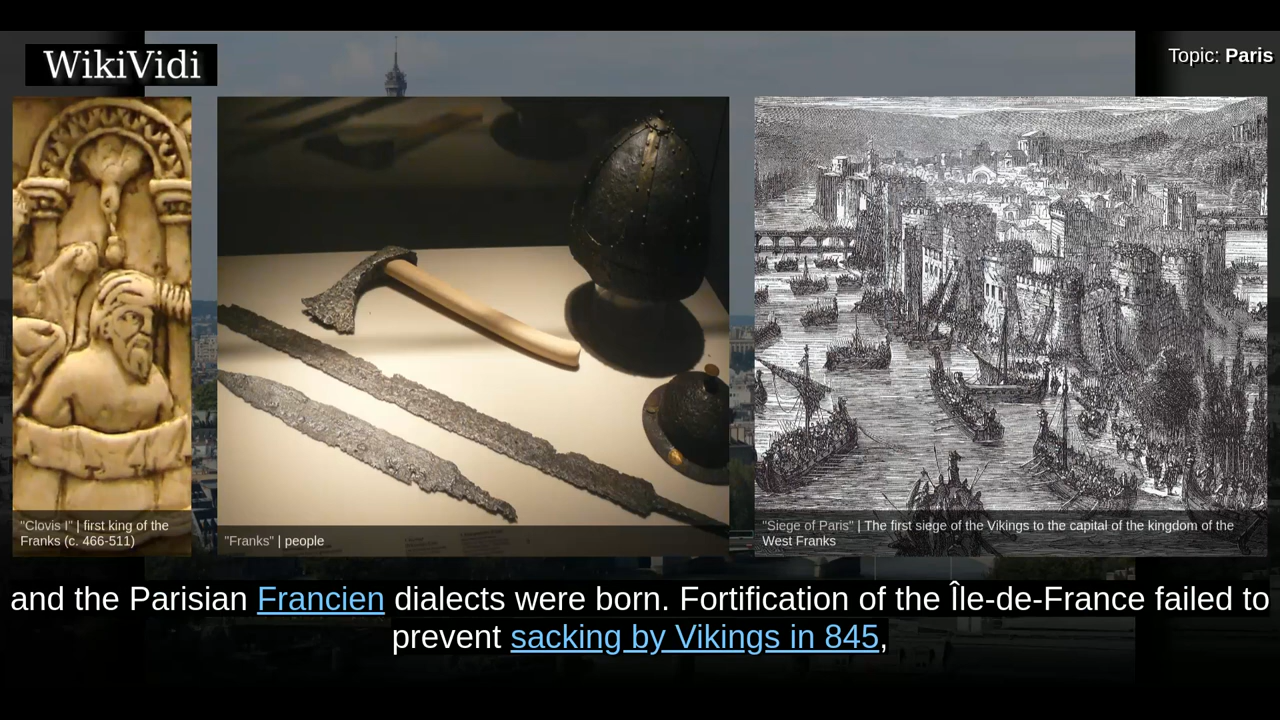 WikiVidi
Topic: Paris
"Clovis I" | first king of the
Franks (c. 466-511)
"Franks" | people
"Siege of Paris" | The first siege of the Vikings to the capital of the kingdom of the
West Franks
and the Parisian Francien dialects were born. Fortification of the Île-de-France failed to
prevent sacking by Vikings in 845,